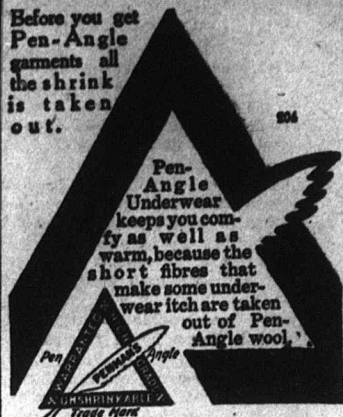 Before you get
Pen-Angle
garments all
the shrink
is taken
out.
204
Pen-
Angle
Underwear
keeps you com-
fy as well as
warm, because the
short fibres that
make some under-
wear itch are taken
out of Pen-
Angle wool.
WARRANTED
Pen
PENMANS
Angle
UNSHRINKABLE
Trade Mark